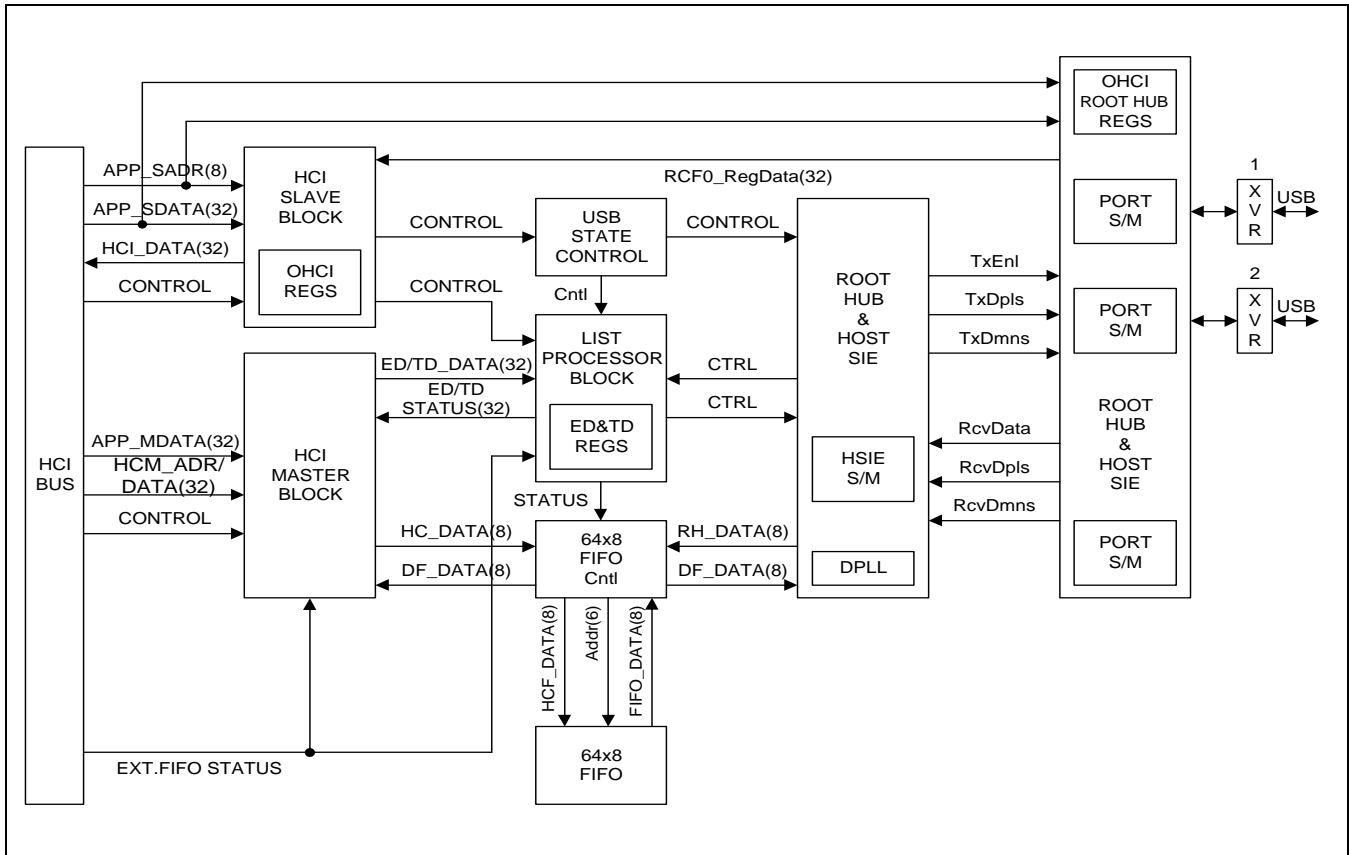 HCI
BUS
APP_SADR(8)
APP_SDATA(32)
HCI_DATA(32)
CONTROL
APP_MDATA(32)
HCM_ADR/
DATA(32)
CONTROL
EXT.FIFO STATUS
HCI
SLAVE
BLOCK
OHCI
REGS
HCI
MASTER
BLOCK
RCF0_RegData(32)
CONTROL
CONTROL
ED/TD_DATA(32)
ED/TD
STATUS(32)
HC_DATA(8)
DF_DATA(8)
USB
STATE
CONTROL
Cntl
LIST
PROCESSOR
BLOCK
ED&TD
REGS
STATUS
64x8
FIFO
Cntl
HCF_DATA(8)
Addr(6)
FIFO_DATA(8)
64x8
FIFO
CONTROL
CTRL
CTRL
RH_DATA(8)
DF_DATA(8)
ROOT
HUB
&
HOST
SIE
HSIE
S/M
DPLL
TxEnl
TxDpls
TxDmns
RcvData
RcvDpls
RcvDmns
OHCI
ROOT HUB
REGS
PORT
S/M
PORT
S/M
ROOT
HUB
&
HOST
SIE
PORT
S/M
1
X
V
R
USB
2
X
V
R
USB